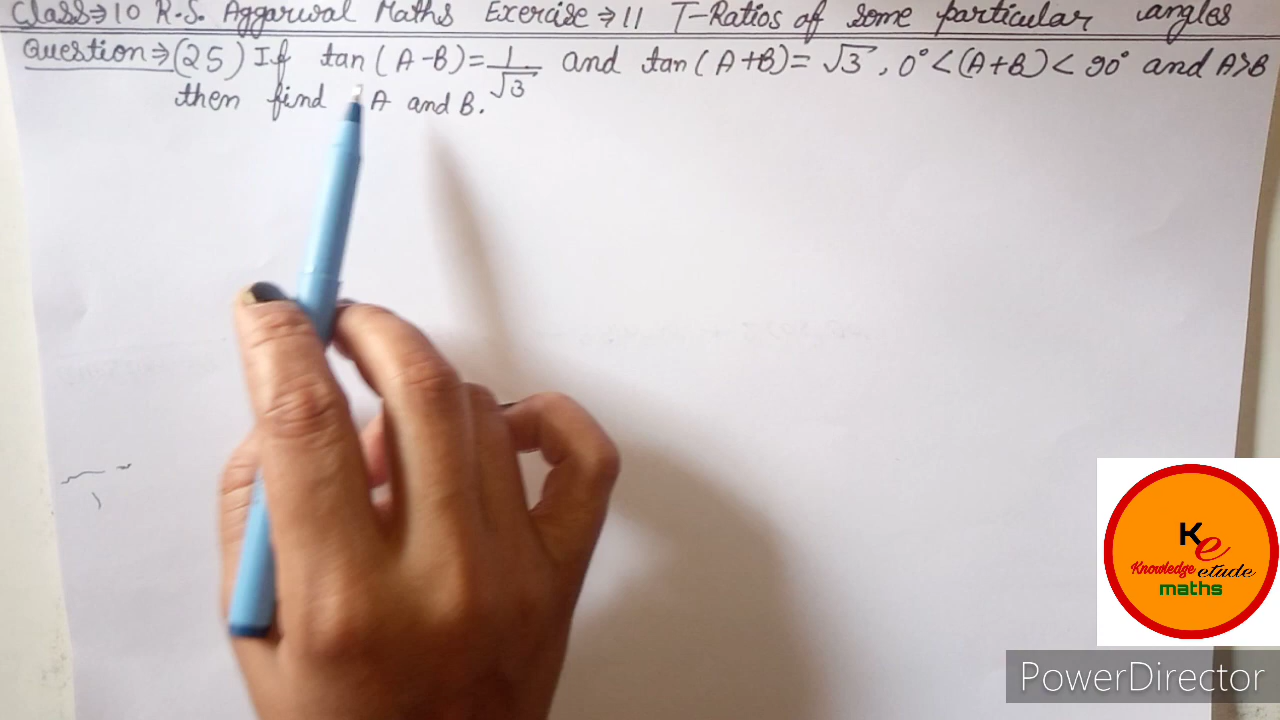 Class→10 R.S. Aggarwal Maths Exercise→11 T-Ratios of some particular angles
Question→(25) If tan(A-B)=1/√3 and tan(A+B)=√3, 0°<(A+B)<90° and A>B
then find A and B.
Ke
Knowledge etude
maths
PowerDirector